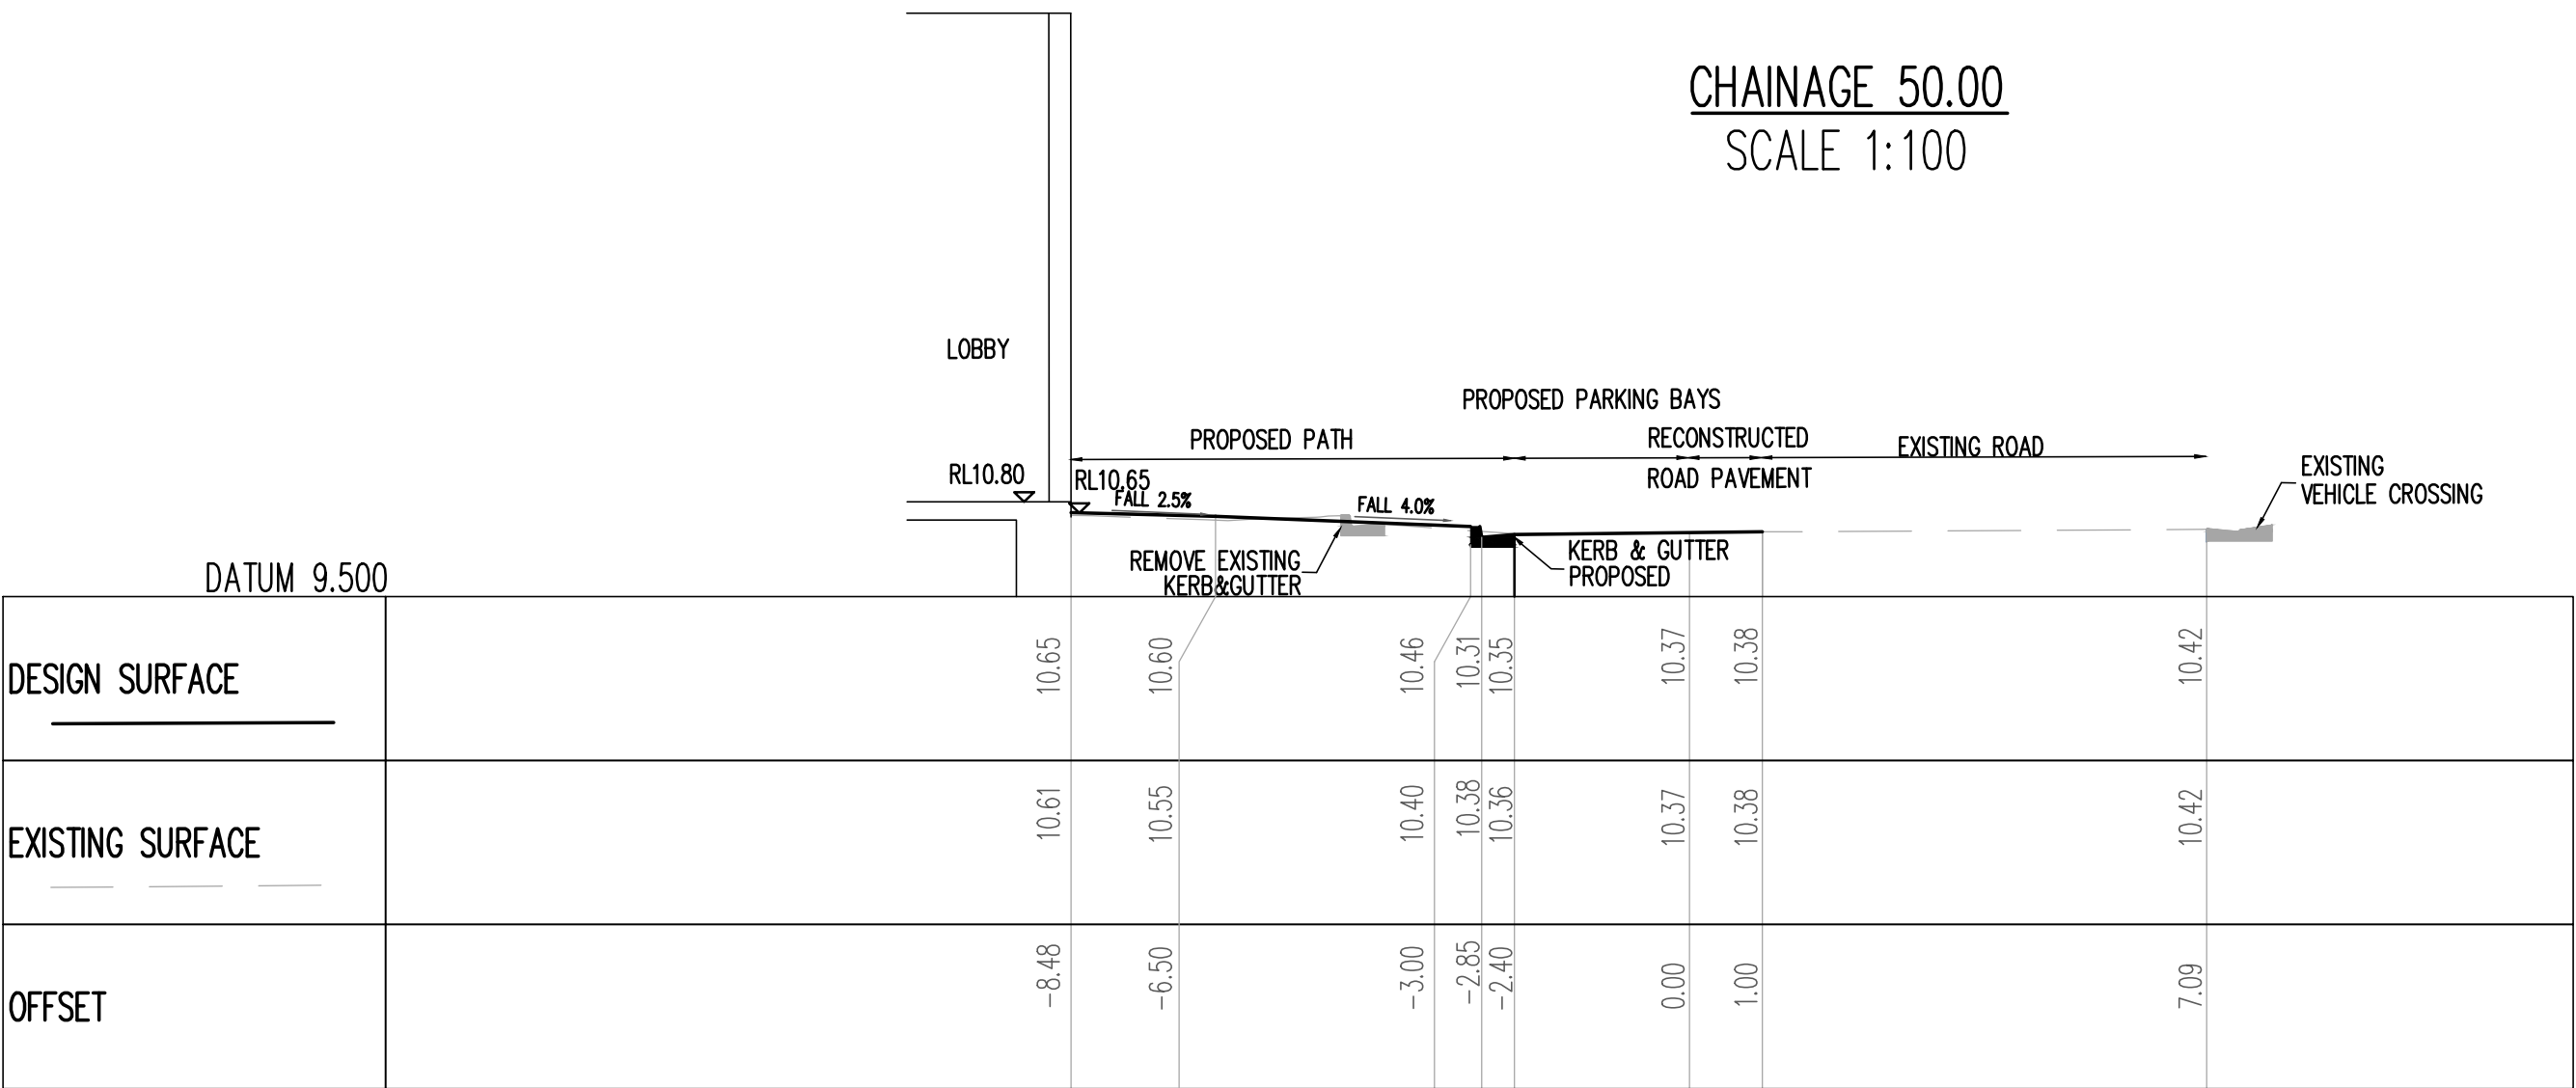 CHAINAGE 50.00
SCALE 1:100
LOBBY
PROPOSED PARKING BAYS
PROPOSED PATH
RECONSTRUCTED
ROAD PAVEMENT
EXISTING ROAD
EXISTING
VEHICLE CROSSING
RL10.80
RL10.65
FALL 2.5%
FALL 4.0%
REMOVE EXISTING
KERB&GUTTER
KERB & GUTTER
PROPOSED
DATUM 9.500
DESIGN SURFACE
10.65
10.60
10.46
10.31
10.35
10.37
10.38
10.42
EXISTING SURFACE
10.61
10.55
10.40
10.38
10.36
10.37
10.38
10.42
OFFSET
-8.48
-6.50
-3.00
-2.85
-2.40
0.00
1.00
7.09